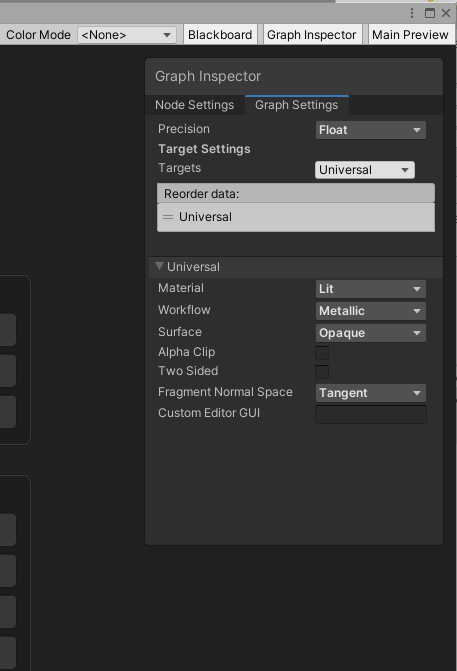 Color Mode <None> Blackboard Graph Inspector Main Preview
Graph Inspector
Node Settings Graph Settings
Precision Float
Target Settings
Targets Universal
Reorder data:
Universal
Universal
Material Lit
Workflow Metallic
Surface Opaque
Alpha Clip
Two Sided
Fragment Normal Space Tangent
Custom Editor GUI